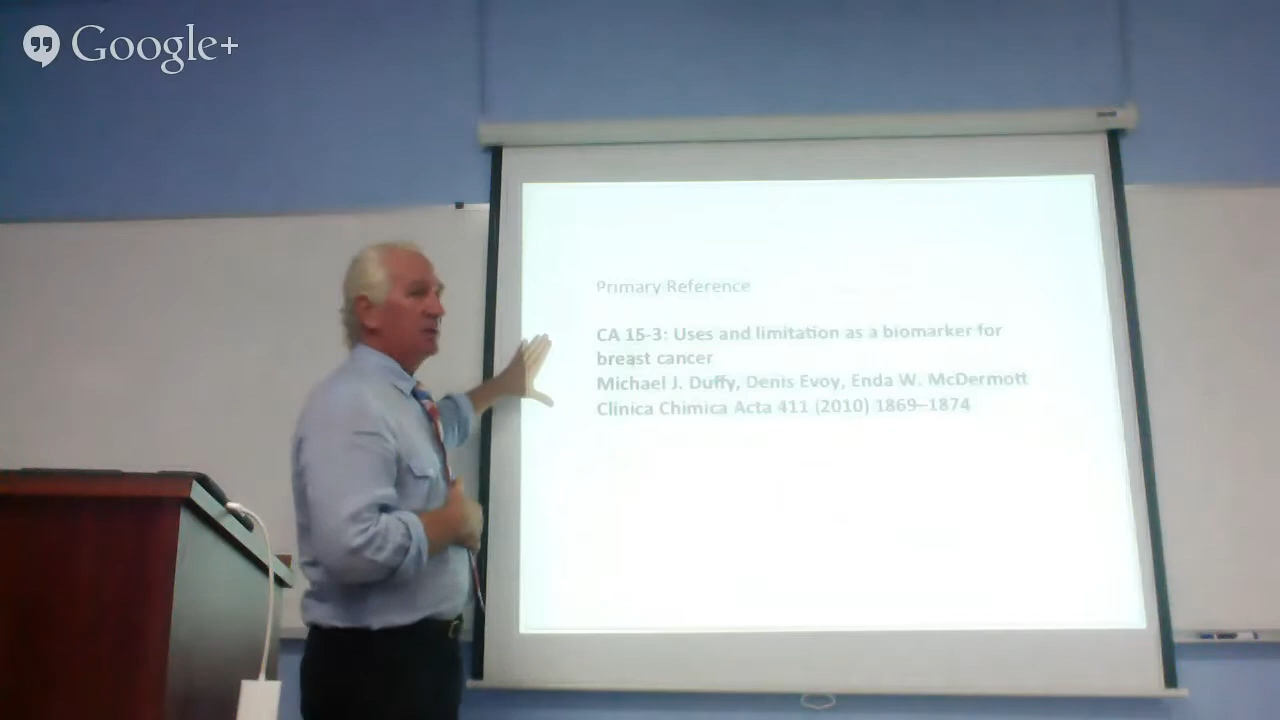 Google+
Primary Reference
CA 15-3: Uses and limitation as a biomarker for
breast cancer
Michael J. Duffy, Denis Evoy, Enda W. McDermott
Clinica Chimica Acta 411 (2010) 1869–1874